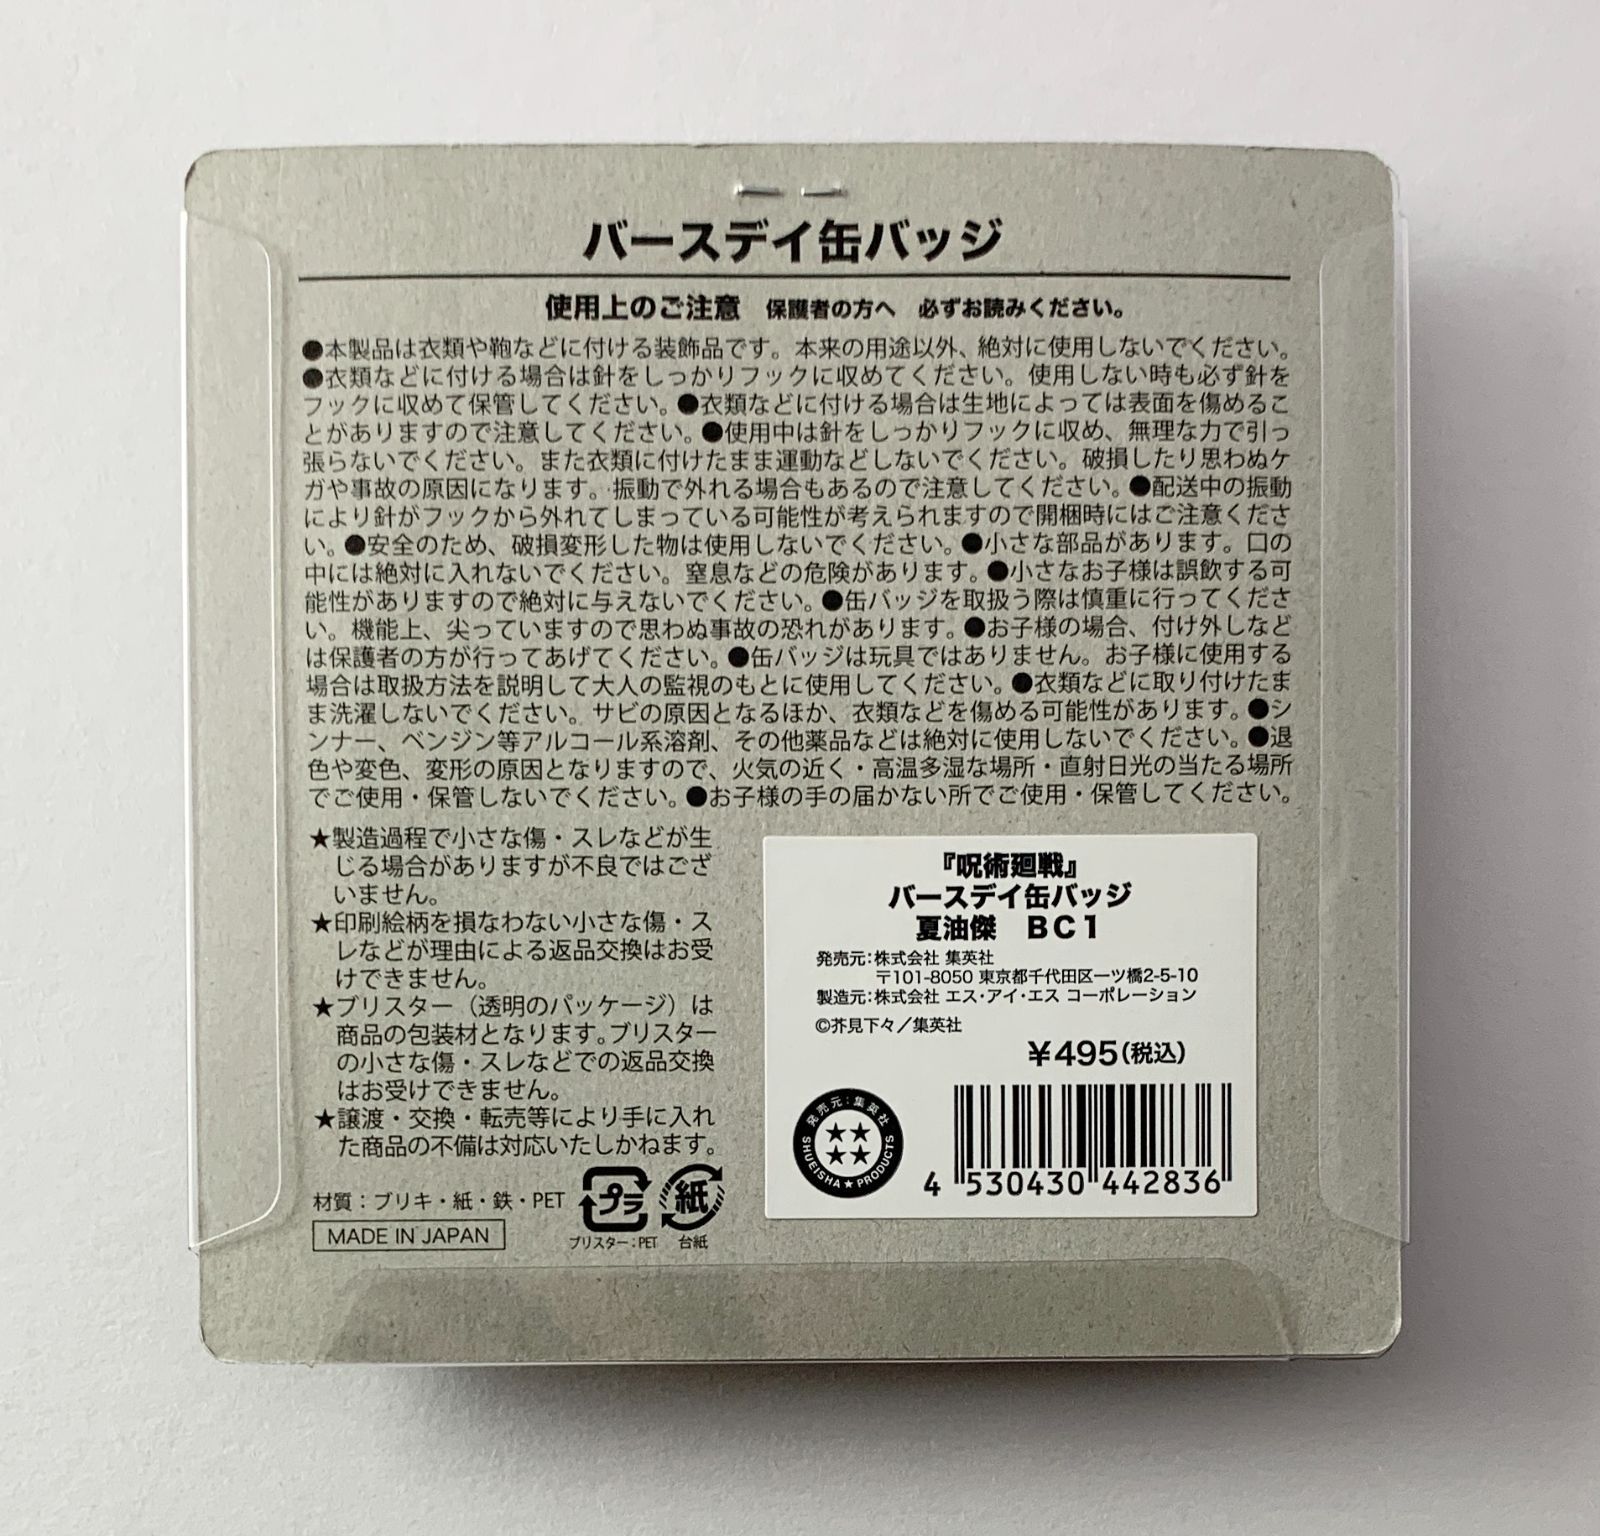 バースデイ缶バッジ
使用上のご注意　保護者の方へ　必ずお読みください。
●本製品は衣類や鞄などに付ける装飾品です。本来の用途以外、絶対に使用しないでください。
●衣類などに付ける場合は針をしっかりフックに収めてください。使用しない時も必ず針を
フックに収めて保管してください。●衣類などに付ける場合は生地によっては表面を傷めるこ
とがありますので注意してください。●使用中は針をしっかりフックに収め、無理な力で引っ
張らないでください。また衣類に付けたまま運動などしないでください。破損したり思わぬケ
ガや事故の原因になります。振動で外れる場合もあるので注意してください。●配送中の振動
により針がフックから外れてしまっている可能性が考えられますので開梱時にはご注意くださ
い。●安全のため、破損変形した物は使用しないでください。●小さな部品があります。口の
中には絶対に入れないでください。窒息などの危険があります。●小さなお子様は誤飲する可
能性がありますので絶対に与えないでください。●缶バッジを取扱う際は慎重に行ってくださ
い。機能上、尖っていますので思わぬ事故の恐れがあります。●お子様の場合、付け外しなど
は保護者の方が行ってあげてください。●缶バッジは玩具ではありません。お子様に使用する
場合は取扱方法を説明して大人の監視のもとに使用してください。●衣類などに取り付けたま
ま洗濯しないでください。サビの原因となるほか、衣類などを傷める可能性があります。●シ
ンナー、ベンジン等アルコール系溶剤、その他薬品などは絶対に使用しないでください。●退
色や変色、変形の原因となりますので、火気の近く・高温多湿な場所・直射日光の当たる場所
でご使用・保管しないでください。●お子様の手の届かない所でご使用・保管してください。
★製造過程で小さな傷・スレなどが生
じる場合がありますが不良ではござ
いません。
★印刷絵柄を損なわない小さな傷・ス
レなどが理由による返品交換はお受
けできません。
★ブリスター（透明のパッケージ）は
商品の包装材となります。ブリスター
の小さな傷・スレなどでの返品交換
はお受けできません。
★譲渡・交換・転売等により手に入れ
た商品の不備は対応いたしかねます。
材質：ブリキ・紙・鉄・PET
MADE IN JAPAN
プラ
ブリスター：PET
紙
台紙
『呪術廻戦』
バースデイ缶バッジ
夏油傑　BC1
発売元：株式会社 集英社
〒101-8050 東京都千代田区一ツ橋2-5-10
製造元：株式会社 エス・アイ・エス コーポレーション
©芥見下々／集英社
¥495(税込)
発売元：集英社
SHUEISHA★PRODUCTS
4 530430 442836